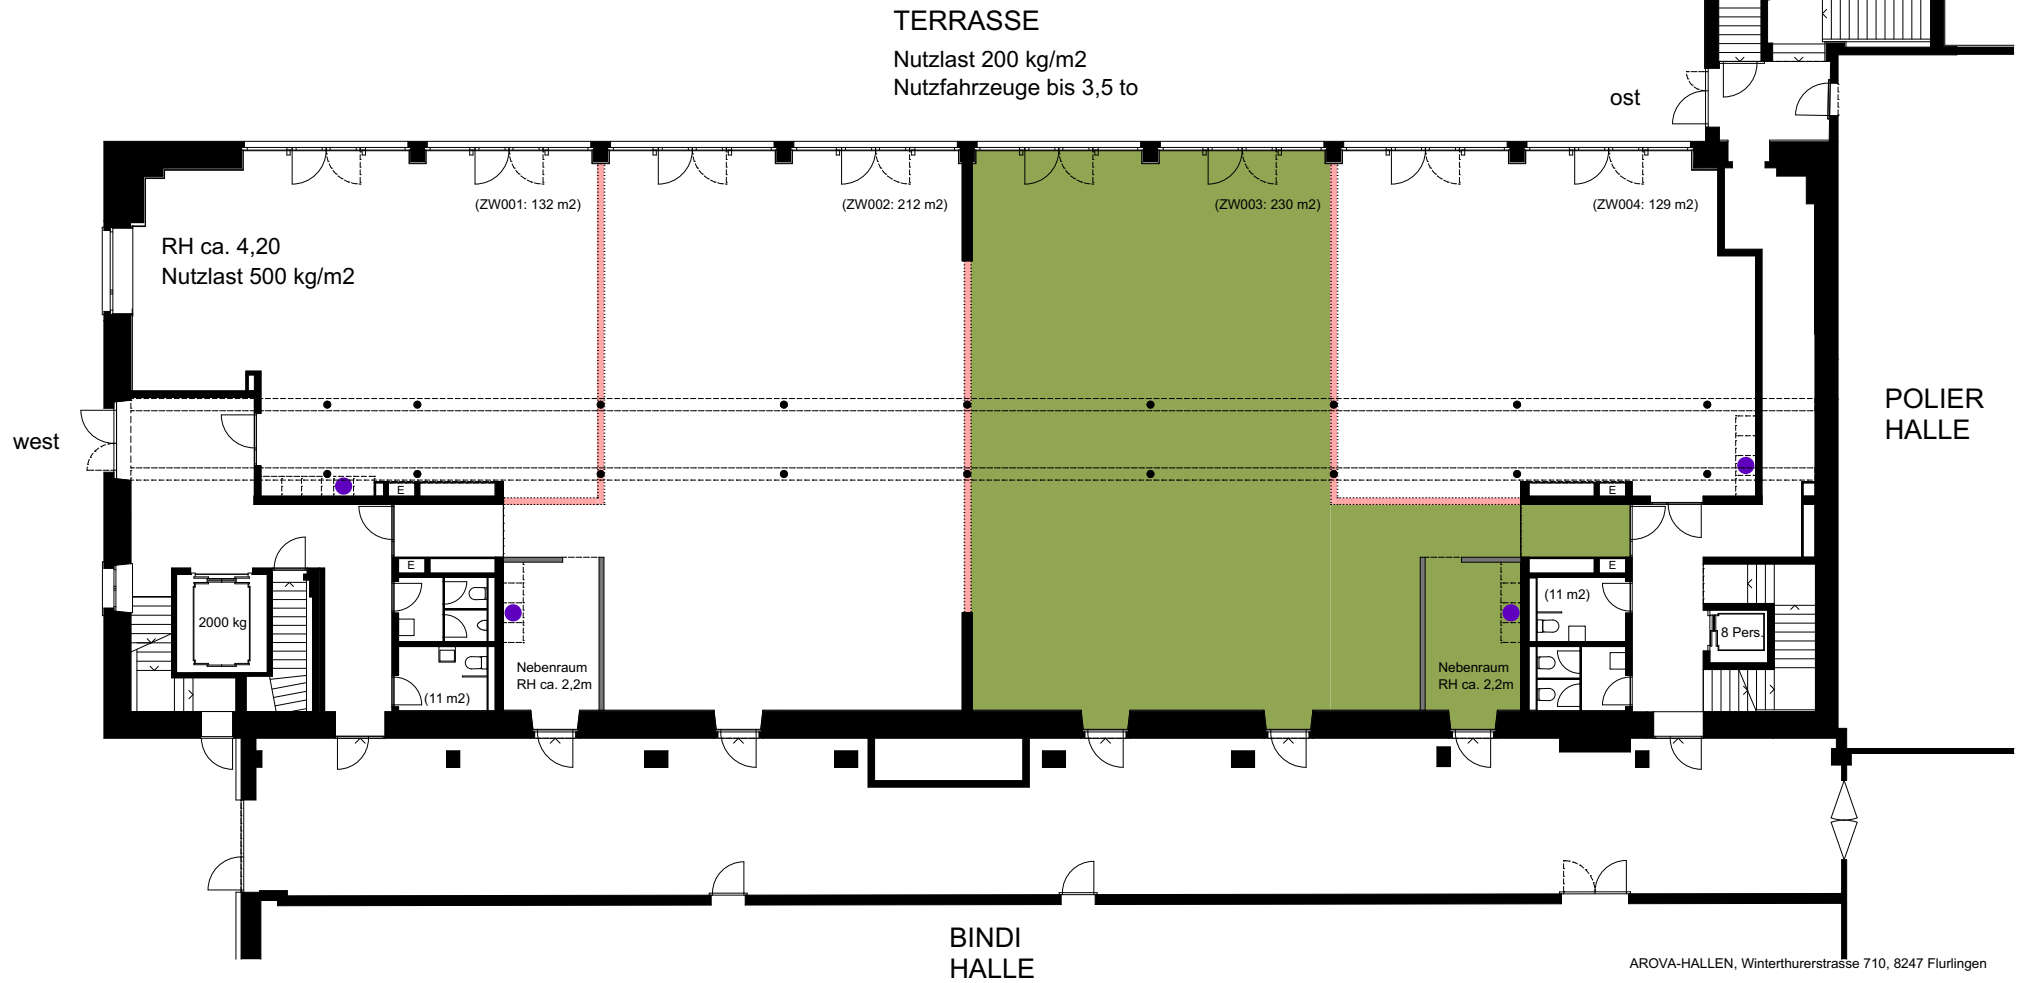 TERRASSE
Nutzlast 200 kg/m2
Nutzfahrzeuge bis 3,5 to
ost
(ZW001: 132 m2)
(ZW002: 212 m2)
(ZW003: 230 m2)
(ZW004: 129 m2)
RH ca. 4,20
Nutzlast 500 kg/m2
POLIER
HALLE
west
E
E
E
E
2000 kg
(11 m2)
8 Pers.
Nebenraum
RH ca. 2,2m
Nebenraum
RH ca. 2,2m
(11 m2)
BINDI
HALLE
AROVA-HALLEN, Winterthurerstrasse 710, 8247 Flurlingen